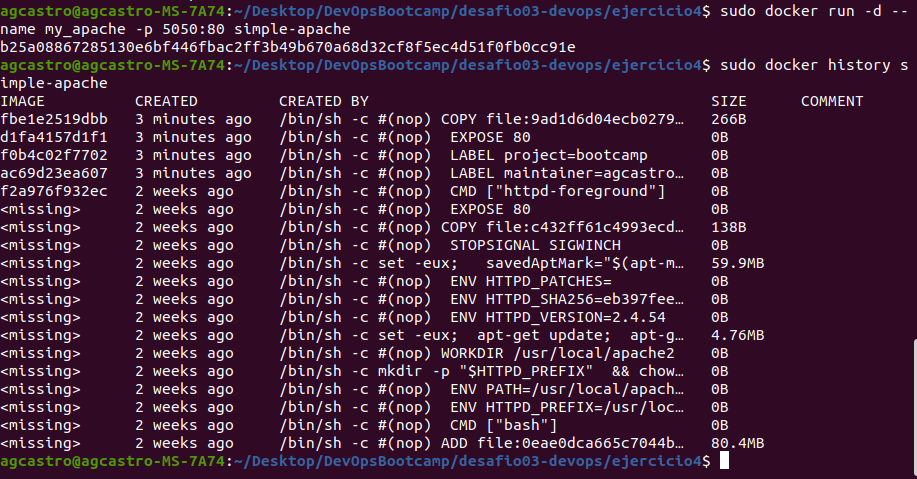 agcastro@agcastro-MS-7A74:~/Desktop/DevOpsBootcamp/desafio03-devops/ejercicio4$ sudo docker run -d --
name my_apache -p 5050:80 simple-apache
b25a08867285130e6bf446fbac2ff3b49b670a68d32cf8f5ec4d51f0fb0cc91e
agcastro@agcastro-MS-7A74:~/Desktop/DevOpsBootcamp/desafio03-devops/ejercicio4$ sudo docker history s
imple-apache
IMAGE CREATED CREATED BY SIZE COMMENT
fbe1e2519dbb 3 minutes ago /bin/sh -c #(nop) COPY file:9ad1d6d04ecb0279… 266B
d1fa4157d1f1 3 minutes ago /bin/sh -c #(nop) EXPOSE 80 0B
f0b4c02f7702 3 minutes ago /bin/sh -c #(nop) LABEL project=bootcamp 0B
ac69d23ea607 3 minutes ago /bin/sh -c #(nop) LABEL maintainer=agcastro… 0B
f2a976f932ec 2 weeks ago /bin/sh -c #(nop) CMD ["httpd-foreground"] 0B
<missing> 2 weeks ago /bin/sh -c #(nop) EXPOSE 80 0B
<missing> 2 weeks ago /bin/sh -c #(nop) COPY file:c432ff61c4993ecd… 138B
<missing> 2 weeks ago /bin/sh -c #(nop) STOPSIGNAL SIGWINCH 0B
<missing> 2 weeks ago /bin/sh -c set -eux; savedAptMark="$(apt-m… 59.9MB
<missing> 2 weeks ago /bin/sh -c #(nop) ENV HTTPD_PATCHES= 0B
<missing> 2 weeks ago /bin/sh -c #(nop) ENV HTTPD_SHA256=eb397fee… 0B
<missing> 2 weeks ago /bin/sh -c #(nop) ENV HTTPD_VERSION=2.4.54 0B
<missing> 2 weeks ago /bin/sh -c set -eux; apt-get update; apt-g… 4.76MB
<missing> 2 weeks ago /bin/sh -c #(nop) WORKDIR /usr/local/apache2 0B
<missing> 2 weeks ago /bin/sh -c mkdir -p "$HTTPD_PREFIX" && chow… 0B
<missing> 2 weeks ago /bin/sh -c #(nop) ENV PATH=/usr/local/apach… 0B
<missing> 2 weeks ago /bin/sh -c #(nop) ENV HTTPD_PREFIX=/usr/loc… 0B
<missing> 2 weeks ago /bin/sh -c #(nop) CMD ["bash"] 0B
<missing> 2 weeks ago /bin/sh -c #(nop) ADD file:0eae0dca665c7044b… 80.4MB
agcastro@agcastro-MS-7A74:~/Desktop/DevOpsBootcamp/desafio03-devops/ejercicio4$